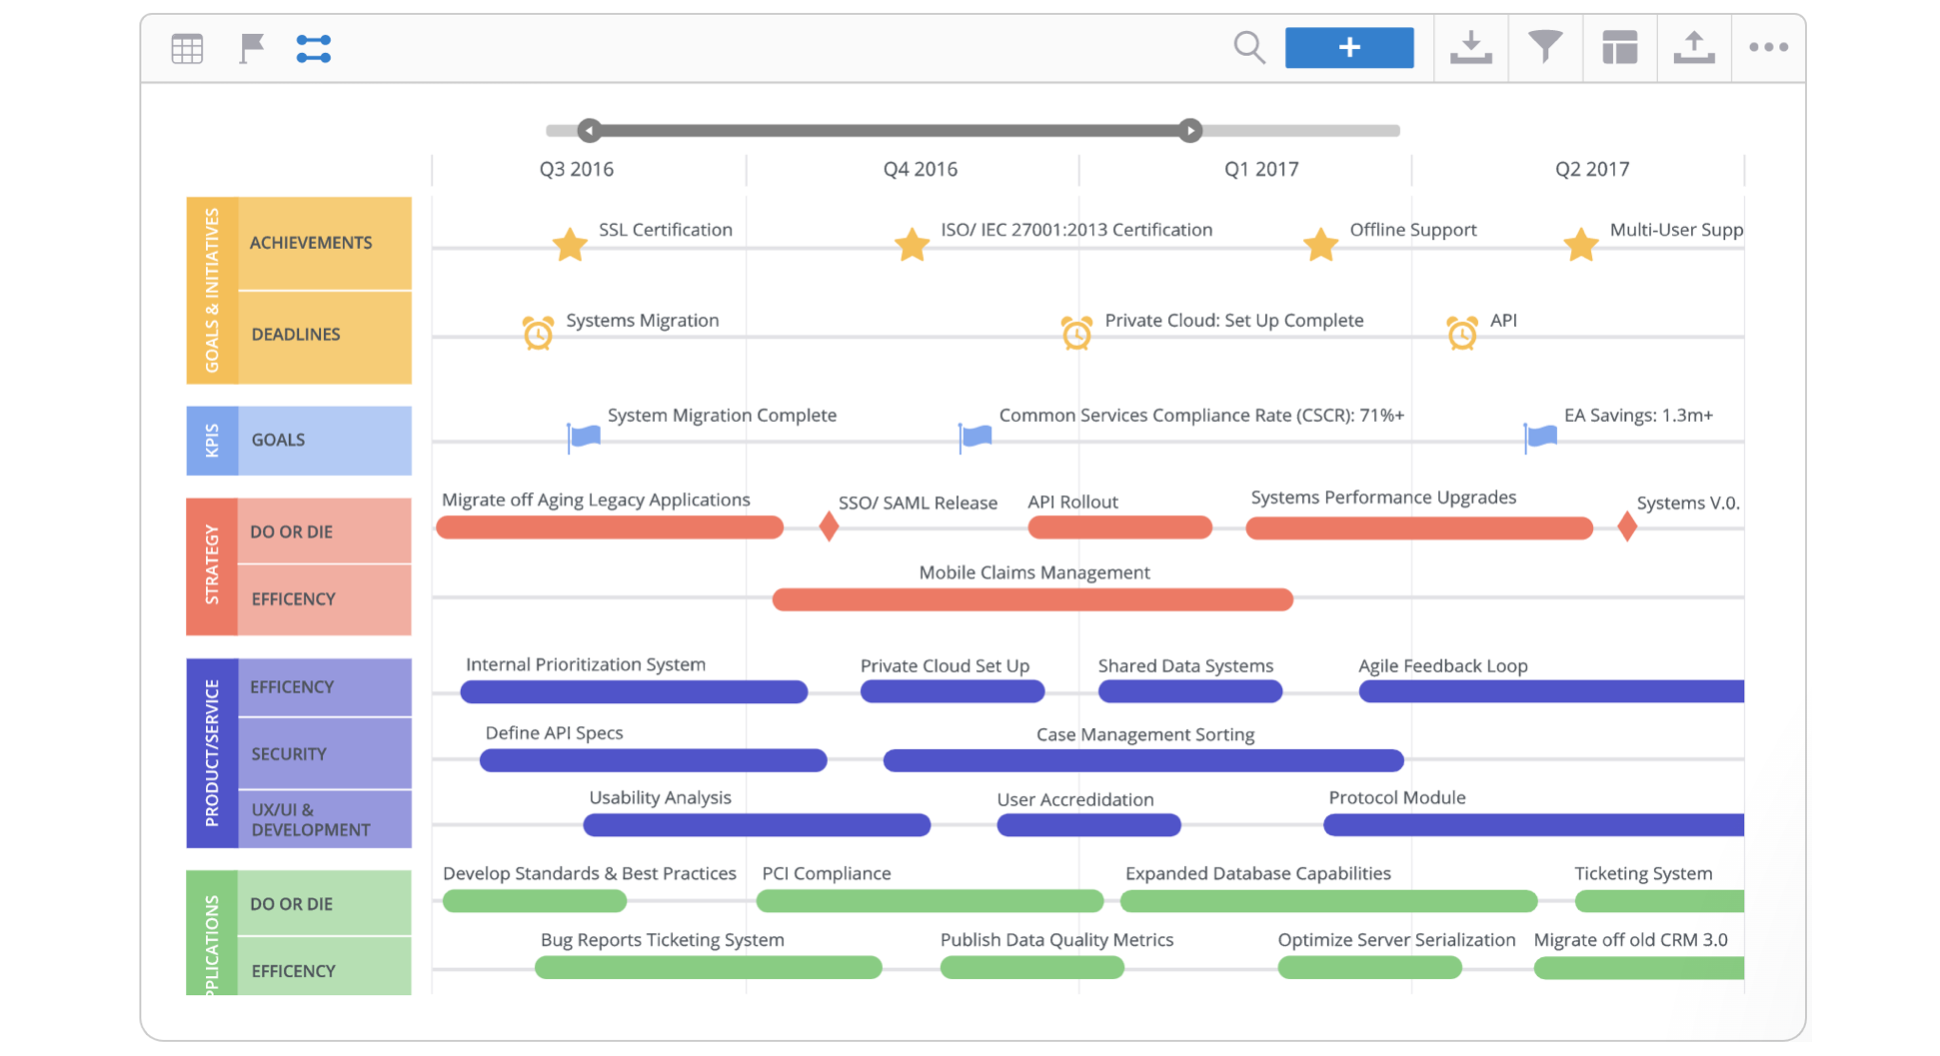 Q3 2016
Q4 2016
Q1 2017
Q2 2017
GOALS & INITIATIVES
ACHIEVEMENTS
SSL Certification
ISO/ IEC 27001:2013 Certification
Offline Support
Multi-User Supp
DEADLINES
Systems Migration
Private Cloud: Set Up Complete
API
KPIS
GOALS
System Migration Complete
Common Services Compliance Rate (CSCR): 71%+
EA Savings: 1.3m+
STRATEGY
DO OR DIE
Migrate off Aging Legacy Applications
SSO/ SAML Release
API Rollout
Systems Performance Upgrades
Systems V.0.
EFFICENCY
Mobile Claims Management
PRODUCT/SERVICE
EFFICENCY
Internal Prioritization System
Private Cloud Set Up
Shared Data Systems
Agile Feedback Loop
SECURITY
Define API Specs
Case Management Sorting
UX/UI &
DEVELOPMENT
Usability Analysis
User Accredidation
Protocol Module
PPLICATIONS
DO OR DIE
Develop Standards & Best Practices
PCI Compliance
Expanded Database Capabilities
Ticketing System
EFFICENCY
Bug Reports Ticketing System
Publish Data Quality Metrics
Optimize Server Serialization
Migrate off old CRM 3.0